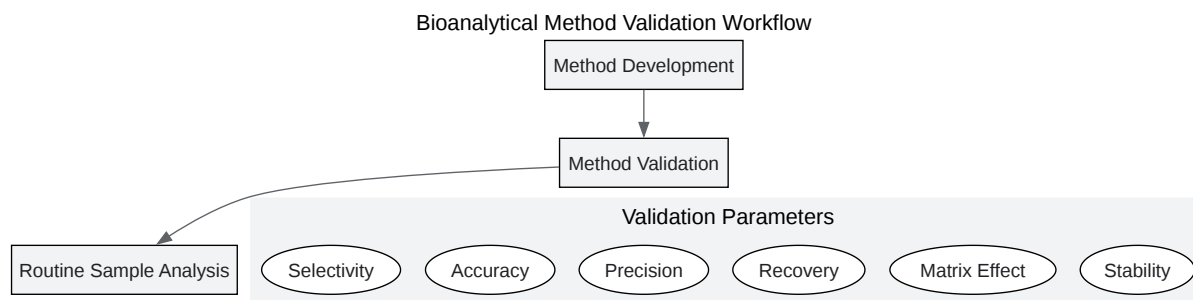 Bioanalytical Method Validation Workflow
Method Development
Method Validation
Validation Parameters
Routine Sample Analysis
Selectivity
Accuracy
Precision
Recovery
Matrix Effect
Stability